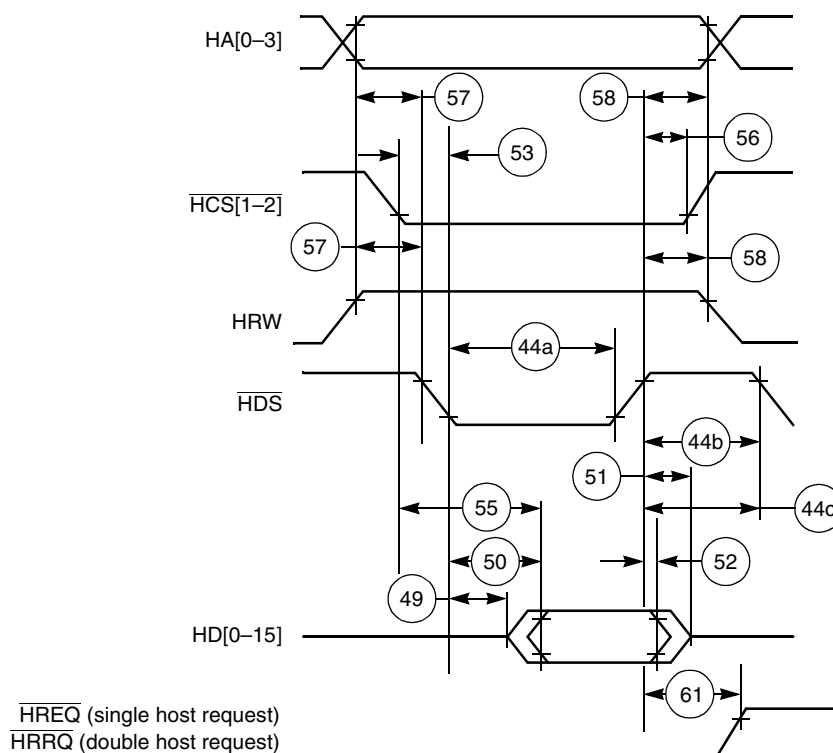 HA[0–3]
57
58
53
56
HCS[1–2]
57
58
HRW
44a
HDS
44b
51
55
44c
50
52
49
HD[0–15]
61
HREQ (single host request)
HRRQ (double host request)